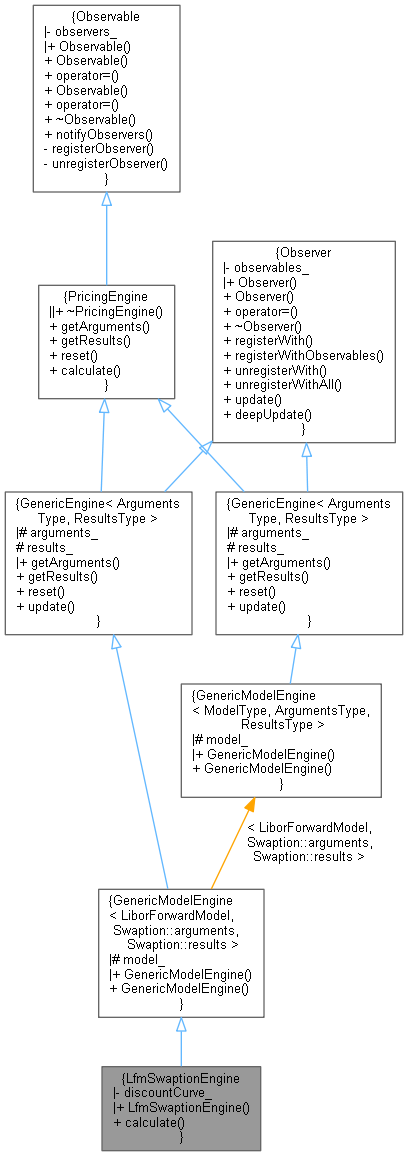 {Observable
|- observers_
|+ Observable()
+ Observable()
+ operator=()
+ Observable()
+ operator=()
+ ~Observable()
+ notifyObservers()
- registerObserver()
- unregisterObserver()
}
{Observer
|- observables_
|+ Observer()
+ Observer()
+ operator=()
+ ~Observer()
+ registerWith()
+ registerWithObservables()
+ unregisterWith()
+ unregisterWithAll()
+ update()
+ deepUpdate()
}
{PricingEngine
||+ ~PricingEngine()
+ getArguments()
+ getResults()
+ reset()
+ calculate()
}
{GenericEngine< Arguments
Type, ResultsType >
|# arguments_
# results_
|+ getArguments()
+ getResults()
+ reset()
+ update()
}
{GenericEngine< Arguments
Type, ResultsType >
|# arguments_
# results_
|+ getArguments()
+ getResults()
+ reset()
+ update()
}
{GenericModelEngine
< ModelType, ArgumentsType,
ResultsType >
|# model_
|+ GenericModelEngine()
+ GenericModelEngine()
}
< LiborForwardModel,
Swaption::arguments,
Swaption::results >
{GenericModelEngine
< LiborForwardModel,
Swaption::arguments,
Swaption::results >
|# model_
|+ GenericModelEngine()
+ GenericModelEngine()
}
{LfmSwaptionEngine
|- discountCurve_
|+ LfmSwaptionEngine()
+ calculate()
}